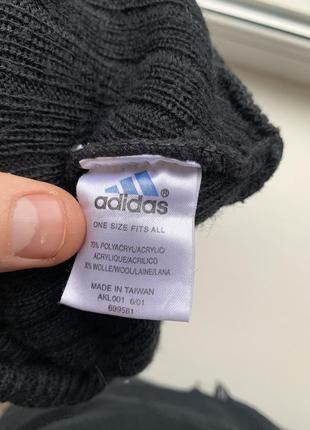 adidas®
ONE SIZE FITS ALL
70% POLYACRYL/ACRYLIC/
ACRYLIQUE/ACRILICO
30% WOLLE/WOOL/LAINE/LANA
MADE IN TAIWAN
AKL001 6/01
699581